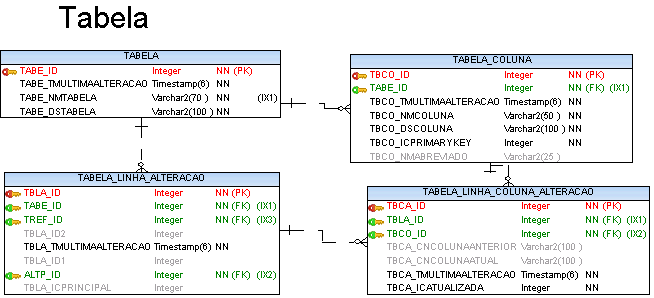 Tabela
TABELA
TABE_ID Integer NN (PK)
TABE_TMULTIMAALTERACAO Timestamp(6) NN
TABE_NMTABELA Varchar2(70 ) NN (IX1)
TABE_DSTABELA Varchar2(100 ) NN
TABELA_COLUNA
TBCO_ID Integer NN (PK)
TABE_ID Integer NN (FK) (IX1)
TBCO_TMULTIMAALTERACAO Timestamp(6) NN
TBCO_NMCOLUNA Varchar2(50 ) NN
TBCO_DSCOLUNA Varchar2(100 ) NN
TBCO_ICPRIMARYKEY Integer NN
TBCO_NMABREVIADO Varchar2(25 )
TABELA_LINHA_ALTERACAO
TBLA_ID Integer NN (PK)
TABE_ID Integer NN (FK) (IX1)
TREF_ID Integer NN (FK) (IX3)
TBLA_ID2 Integer
TBLA_TMULTIMAALTERACAO Timestamp(6) NN
TBLA_ID1 Integer
ALTP_ID Integer NN (FK) (IX2)
TBLA_ICPRINCIPAL Integer
TABELA_LINHA_COLUNA_ALTERACAO
TBCA_ID Integer NN (PK)
TBLA_ID Integer NN (FK) (IX1)
TBCO_ID Integer NN (FK) (IX2)
TBCA_CNCOLUNAANTERIOR Varchar2(100 )
TBCA_CNCOLUNAATUAL Varchar2(100 )
TBCA_TMULTIMAALTERACAO Timestamp(6) NN
TBCA_ICATUALIZADA Integer NN